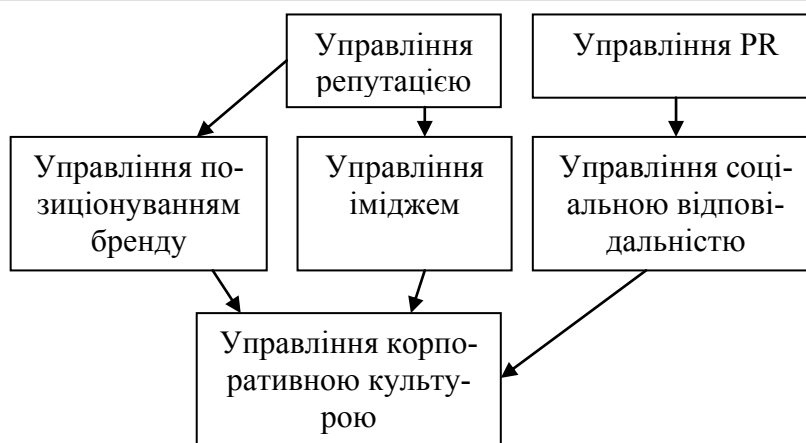 Управління
репутацією
Управління PR
Управління по-
зиціонуванням
бренду
Управління
іміджем
Управління соці-
альною відпові-
дальністю
Управління корпо-
ративною культу-
рою